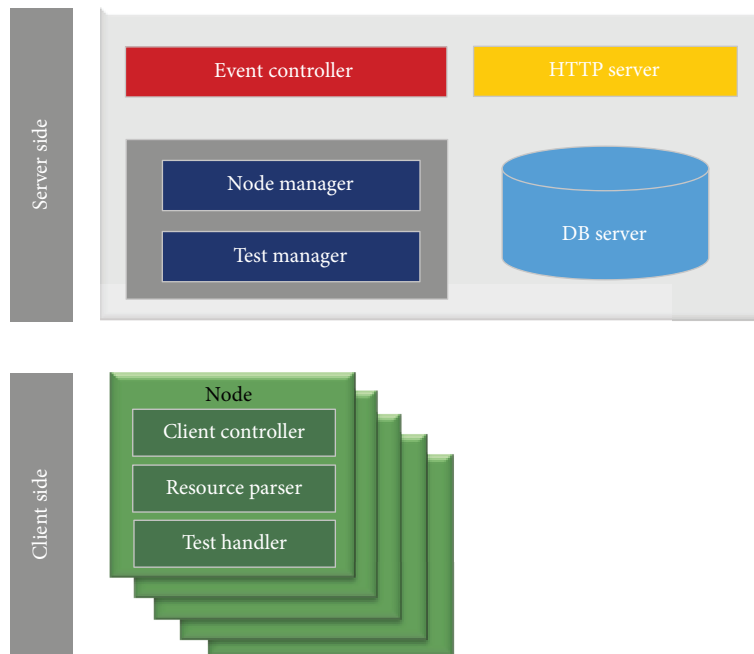 Server side
Event controller
HTTP server
Node manager
Test manager
DB server
Client side
Node
Client controller
Resource parser
Test handler